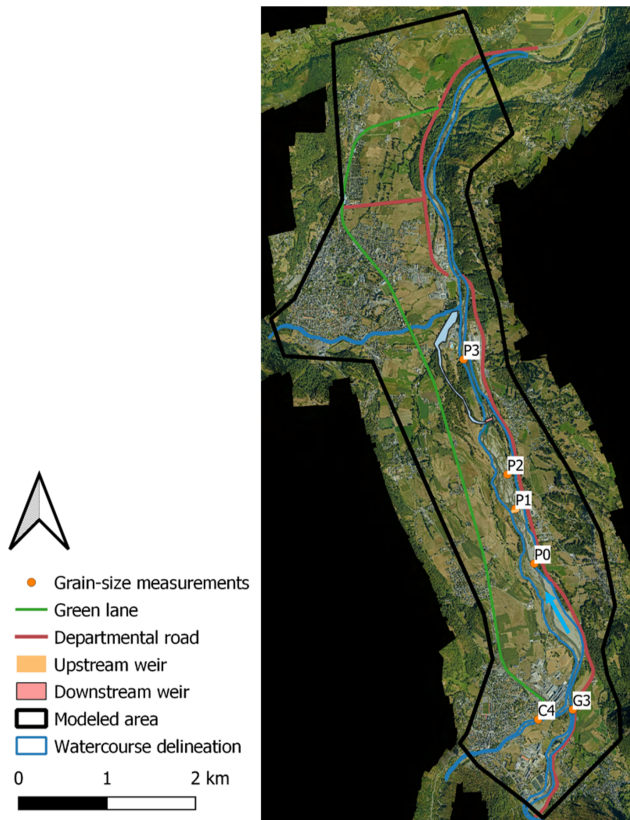 P3
P2
P1
P0
G3
C4
Grain-size measurements
Green lane
Departmental road
Upstream weir
Downstream weir
Modeled area
Watercourse delineation
0 1 2 km